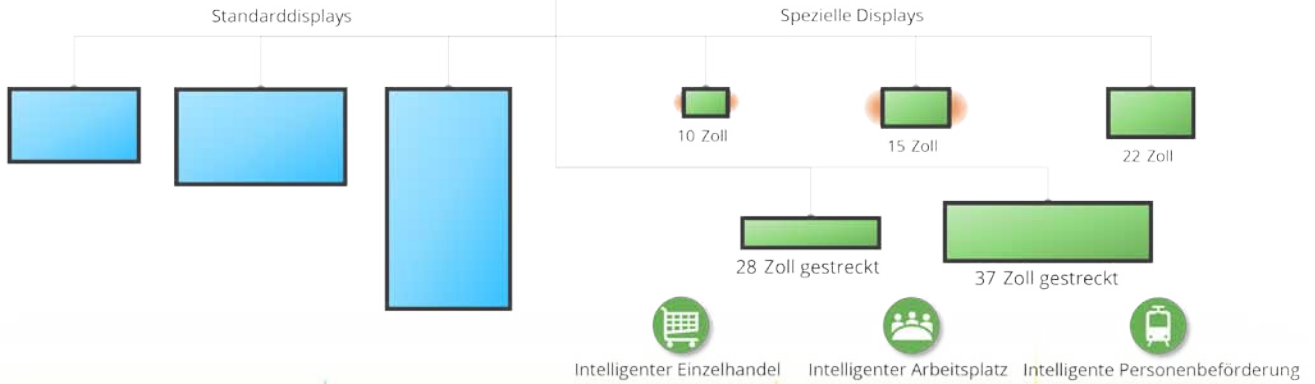 Standarddisplays
Spezielle Displays
10 Zoll
15 Zoll
22 Zoll
28 Zoll gestreckt
37 Zoll gestreckt
Intelligenter Einzelhandel
Intelligenter Arbeitsplatz
Intelligente Personenbeförderung